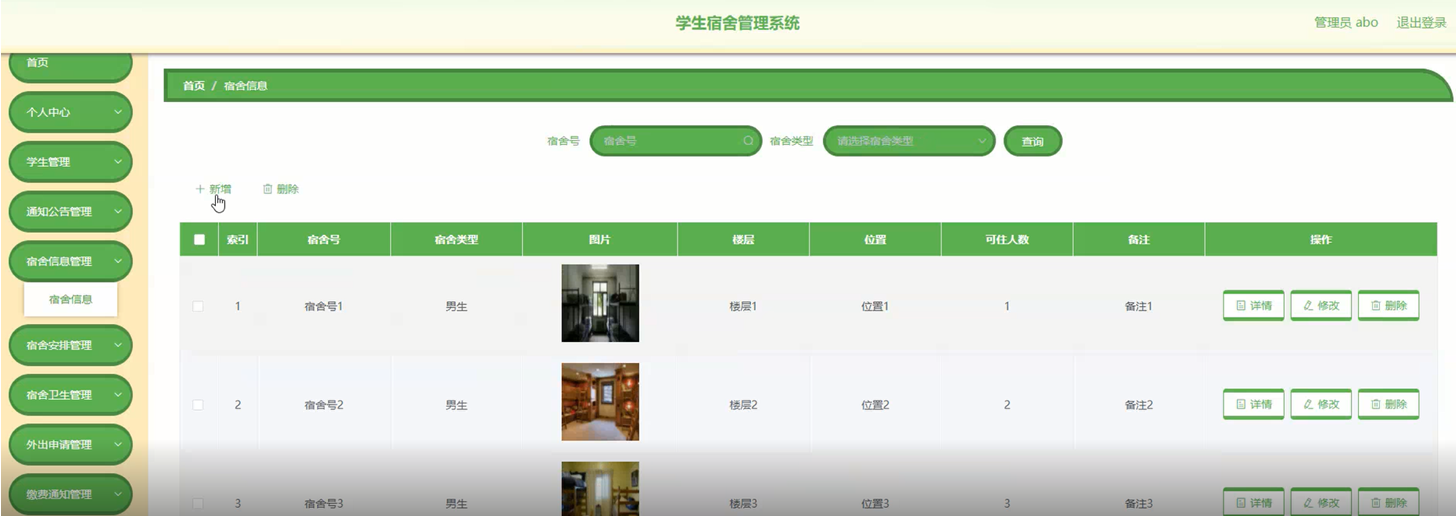 学生宿舍管理系统
管理员 abo 退出登录
首页
个人中心
学生管理
通知公告管理
宿舍信息管理
宿舍信息
宿舍安排管理
宿舍卫生管理
外出申请管理
缴费通知管理
首页 / 宿舍信息
宿舍号 宿舍号 宿舍类型 请选择宿舍类型 查询
新增 删除
索引 宿舍号 宿舍类型 图片 楼层 位置 可住人数 备注 操作
1 宿舍号1 男生 楼层1 位置1 1 备注1 详情 修改 删除
2 宿舍号2 男生 楼层2 位置2 2 备注2 详情 修改 删除
3 宿舍号3 男生 楼层3 位置3 3 备注3 详情 修改 删除